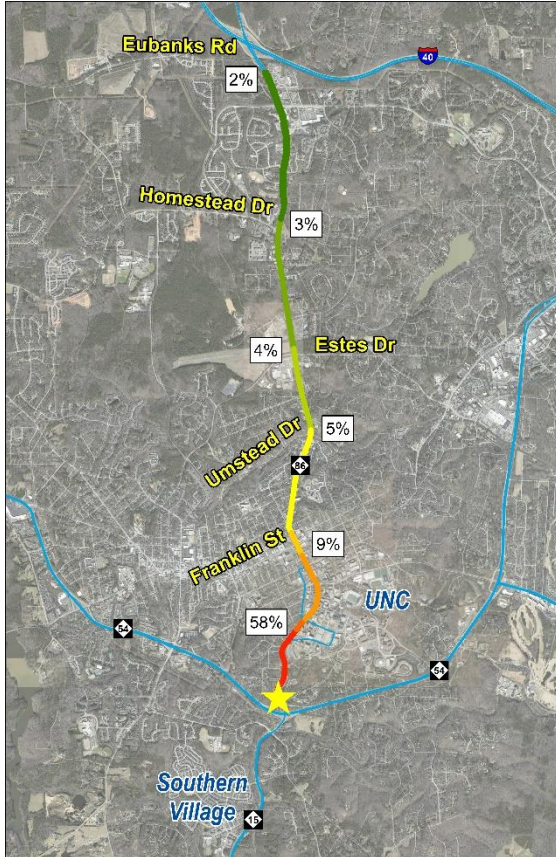 Eubanks Rd
40
2%
Homestead Dr
3%
Estes Dr
4%
Umstead Dr
5%
86
Franklin St
9%
UNC
58%
54
54
Southern
Village
15